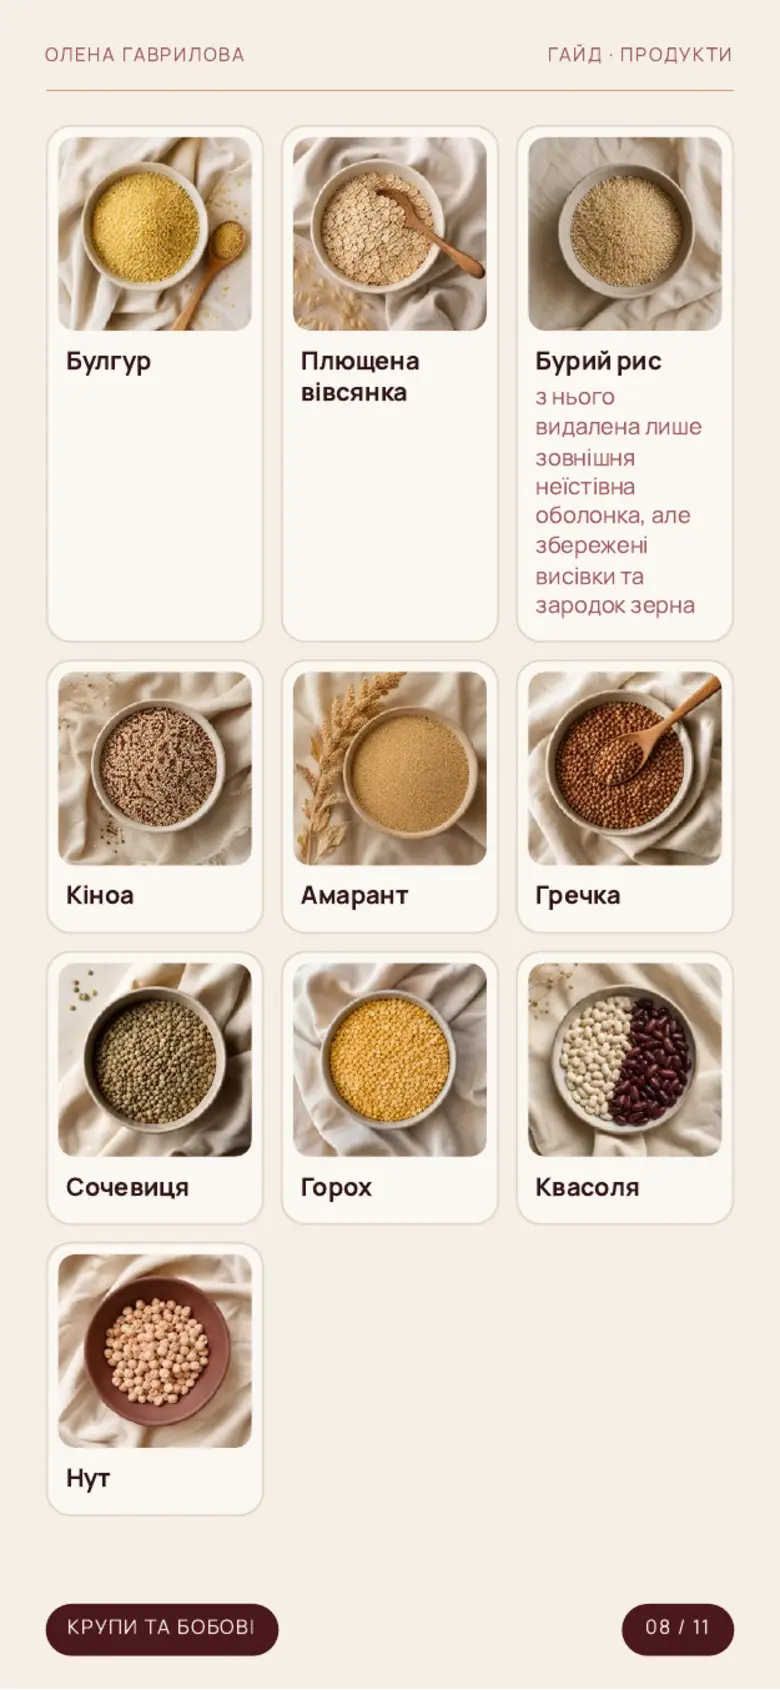 ОЛЕНА ГАВРИЛОВА
ГАЙД · ПРОДУКТИ
Булгур
Плющена
вівсянка
Бурий рис
з нього
видалена лише
зовнішня
неїстівна
оболонка, але
збережені
висівки та
зародок зерна
Кіноа
Амарант
Гречка
Сочевиця
Горох
Квасоля
Нут
КРУПИ ТА БОБОВІ
08 / 11